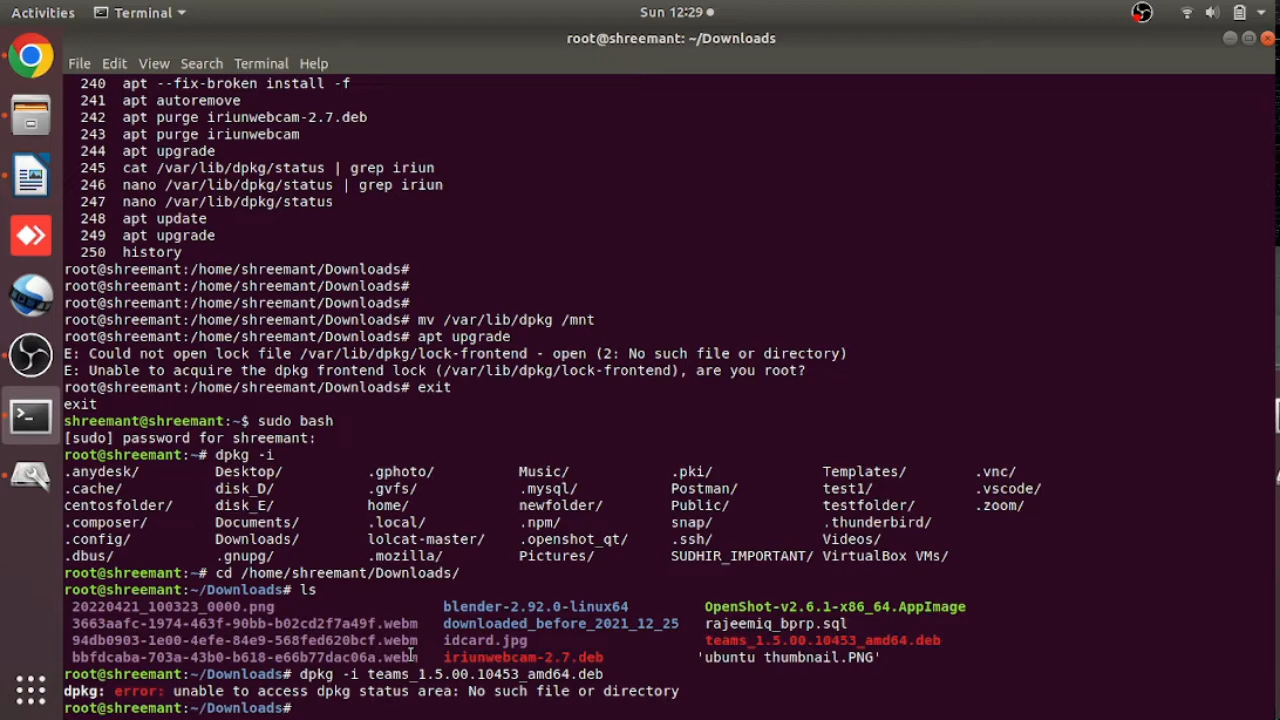 Activities Terminal Sun 12:29
root@shreemant: ~/Downloads
File Edit View Search Terminal Help
240 apt --fix-broken install -f
241 apt autoremove
242 apt purge iriunwebcam-2.7.deb
243 apt purge iriunwebcam
244 apt upgrade
245 cat /var/lib/dpkg/status | grep iriun
246 nano /var/lib/dpkg/status | grep iriun
247 nano /var/lib/dpkg/status
248 apt update
249 apt upgrade
250 history
root@shreemant:/home/shreemant/Downloads#
root@shreemant:/home/shreemant/Downloads#
root@shreemant:/home/shreemant/Downloads#
root@shreemant:/home/shreemant/Downloads# mv /var/lib/dpkg /mnt
root@shreemant:/home/shreemant/Downloads# apt upgrade
E: Could not open lock file /var/lib/dpkg/lock-frontend - open (2: No such file or directory)
E: Unable to acquire the dpkg frontend lock (/var/lib/dpkg/lock-frontend), are you root?
root@shreemant:/home/shreemant/Downloads# exit
exit
shreemant@shreemant:~$ sudo bash
[sudo] password for shreemant:
root@shreemant:~# dpkg -i
.anydesk/ Desktop/ .gphoto/ Music/ .pki/ Templates/ .vnc/
.cache/ disk_D/ .gvfs/ .mysql/ Postman/ test1/ .vscode/
centosfolder/ disk_E/ home/ newfolder/ Public/ testfolder/ .zoom/
.composer/ Documents/ .local/ .npm/ snap/ .thunderbird/
.config/ Downloads/ lolcat-master/ .openshot_qt/ .ssh/ Videos/
.dbus/ .gnupg/ .mozilla/ Pictures/ SUDHIR_IMPORTANT/ VirtualBox VMs/
root@shreemant:~# cd /home/shreemant/Downloads/
root@shreemant:~/Downloads# ls
20220421_100323_0000.png blender-2.92.0-linux64 OpenShot-v2.6.1-x86_64.AppImage
3663aafc-1974-463f-90bb-b02cd2f7a49f.webm downloaded_before_2021_12_25 rajeemiq_bprp.sql
94db0903-1e00-4efe-84e9-568fed620bcf.webm idcard.jpg teams_1.5.00.10453_amd64.deb
bbfdcaba-703a-43b0-b618-e66b77dac06a.webm iriunwebcam-2.7.deb 'ubuntu thumbnail.PNG'
root@shreemant:~/Downloads# dpkg -i teams_1.5.00.10453_amd64.deb
dpkg: error: unable to access dpkg status area: No such file or directory
root@shreemant:~/Downloads#